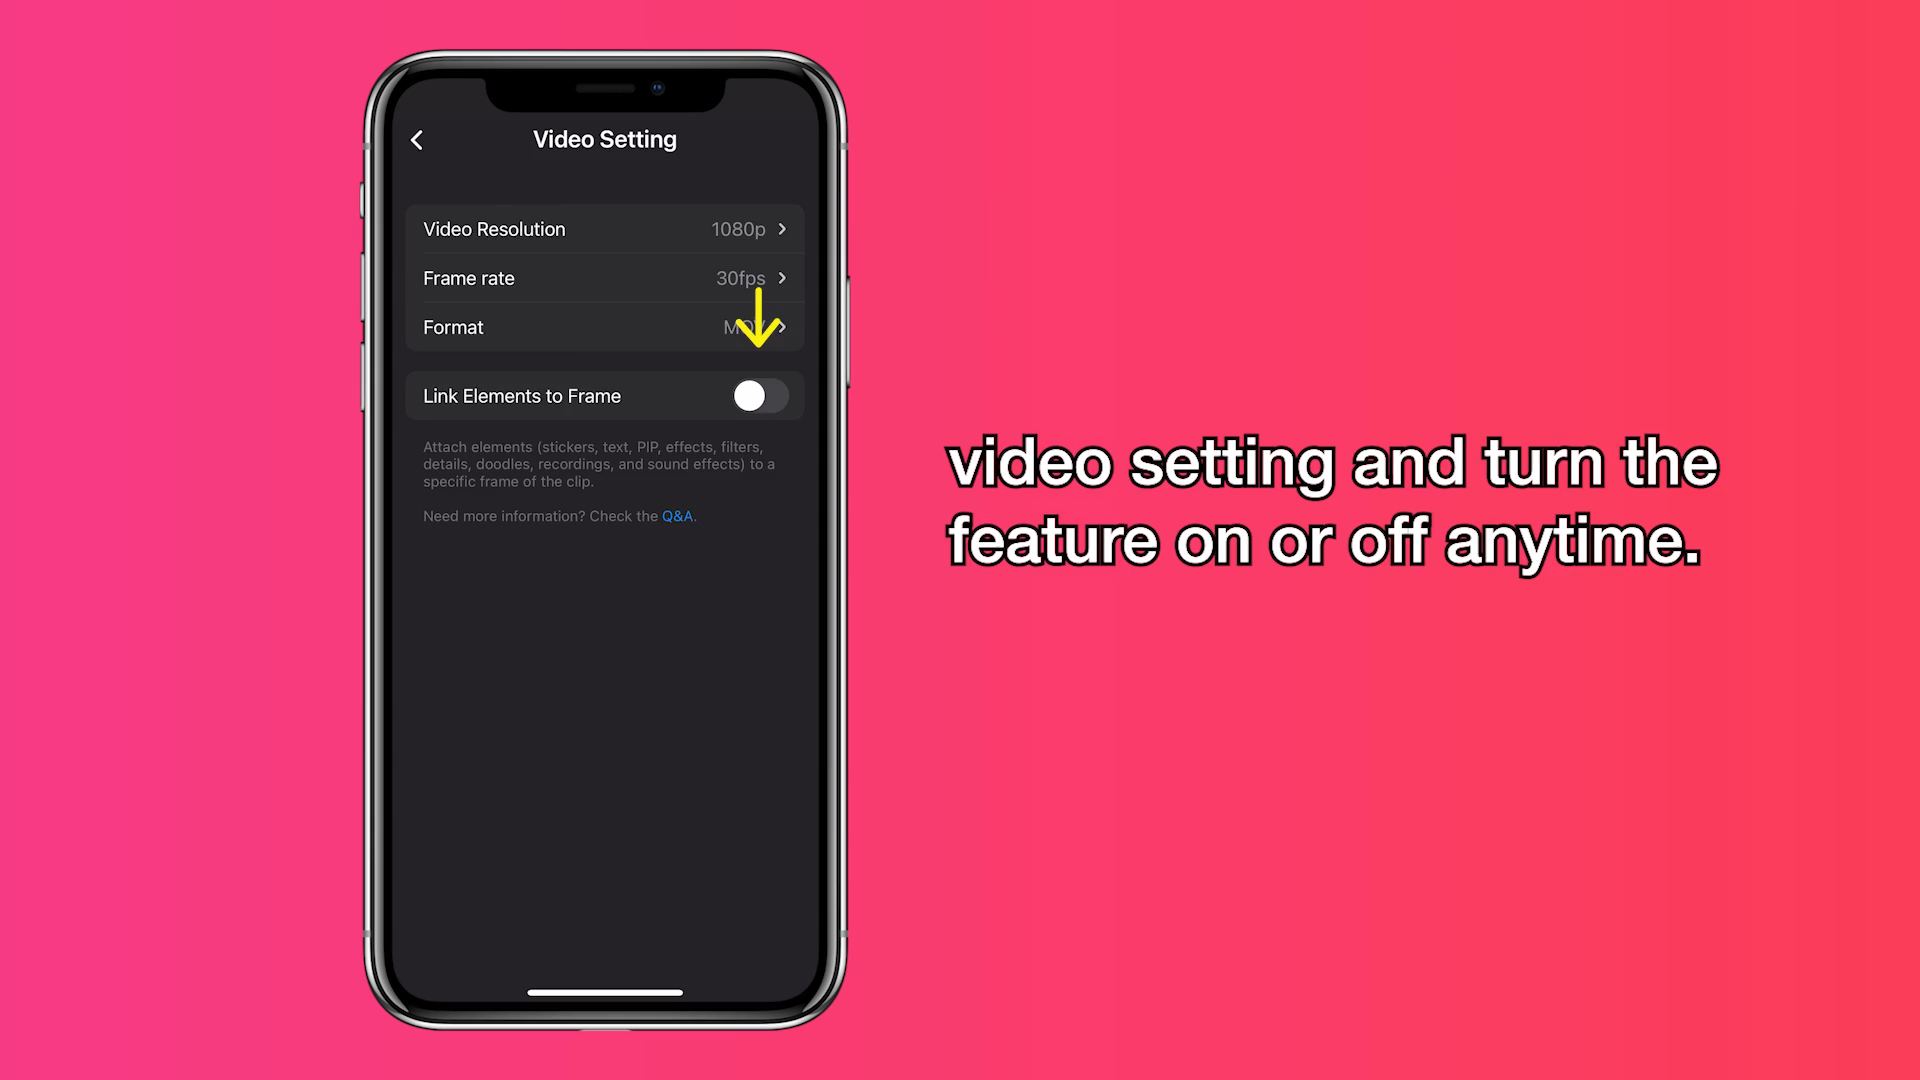 Video Setting
Video Resolution 1080p
Frame rate 30fps
Format
Link Elements to Frame
Attach elements (stickers, text, PIP, effects, filters,
details, doodles, recordings, and sound effects) to a
specific frame of the clip.
Need more information? Check the Q&A.
video setting and turn the
feature on or off anytime.